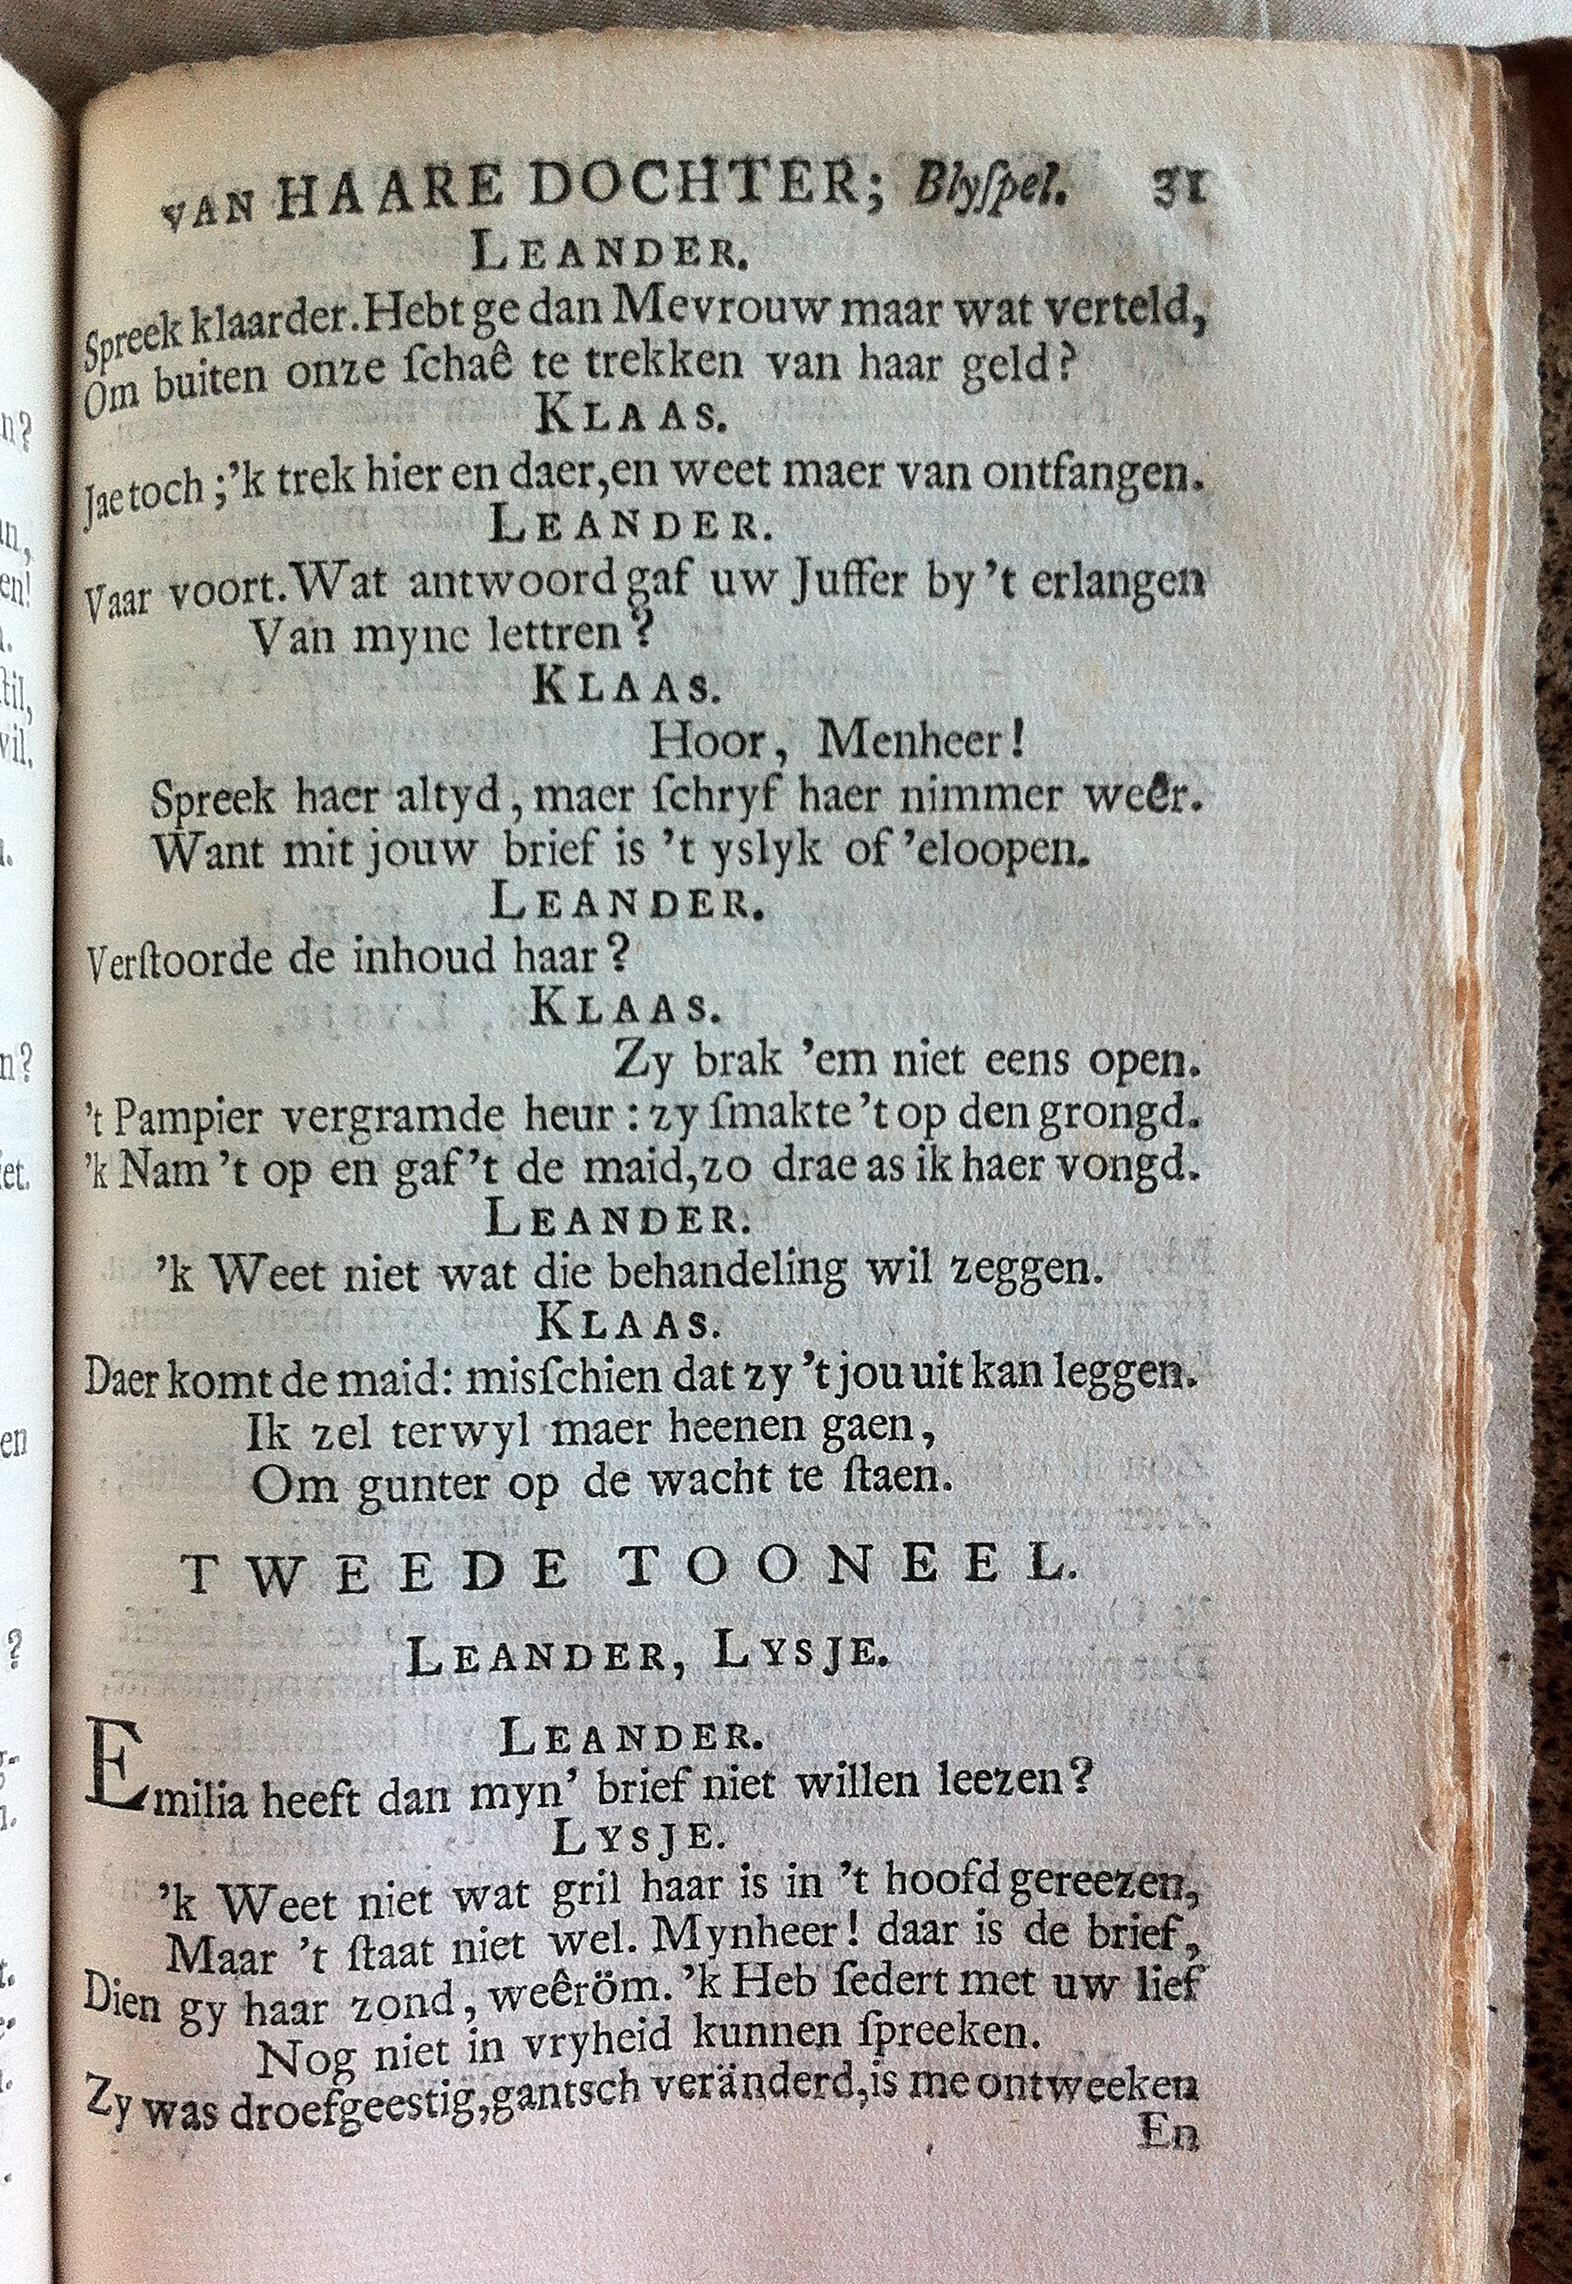 VAN HAARE DOCHTER; Blyſpel. 31
LEANDER.
Spreek klaarder. Hebt ge dan Mevrouw maar wat verteld,
Om buiten onze ſchaê te trekken van haar geld?
KLAAS.
Jae toch; 'k trek hier en daer, en weet maer van ontfangen.
LEANDER.
Vaar voort. Wat antwoord gaf uw Juffer by 't erlangen
Van myne lettren?
KLAAS.
Hoor, Menheer!
Spreek haer altyd, maer ſchryf haer nimmer weêr.
Want mit jouw brief is 't yslyk of 'eloopen.
LEANDER.
Verſtoorde de inhoud haar?
KLAAS.
Zy brak 'em niet eens open.
't Pampier vergramde heur: zy ſmakte 't op den grongd.
'k Nam 't op en gaf 't de maid, zo drae as ik haer vongd.
LEANDER.
'k Weet niet wat die behandeling wil zeggen.
KLAAS.
Daer komt de maid: misſchien dat zy 't jou uit kan leggen.
Ik zel terwyl maer heenen gaen,
Om gunter op de wacht te ſtaen.
TWEEDE TOONEEL.
LEANDER, LYSJE.
LEANDER.
Emilia heeft dan myn' brief niet willen leezen?
LYSJE.
'k Weet niet wat gril haar is in 't hoofd gereezen,
Maar 't ſtaat niet wel. Mynheer! daar is de brief,
Dien gy haar zond, weêröm. 'k Heb ſedert met uw lief
Nog niet in vryheid kunnen ſpreeken.
Zy was droefgeestig, gantsch veränderd, is me ontweeken
En